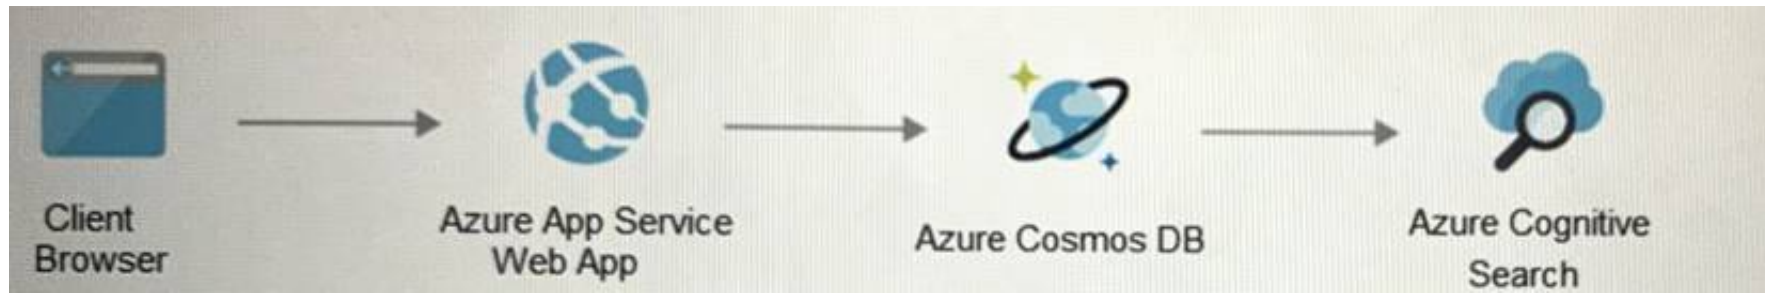 Client
Browser
Azure App Service
Web App
Azure Cosmos DB
Azure Cognitive
Search